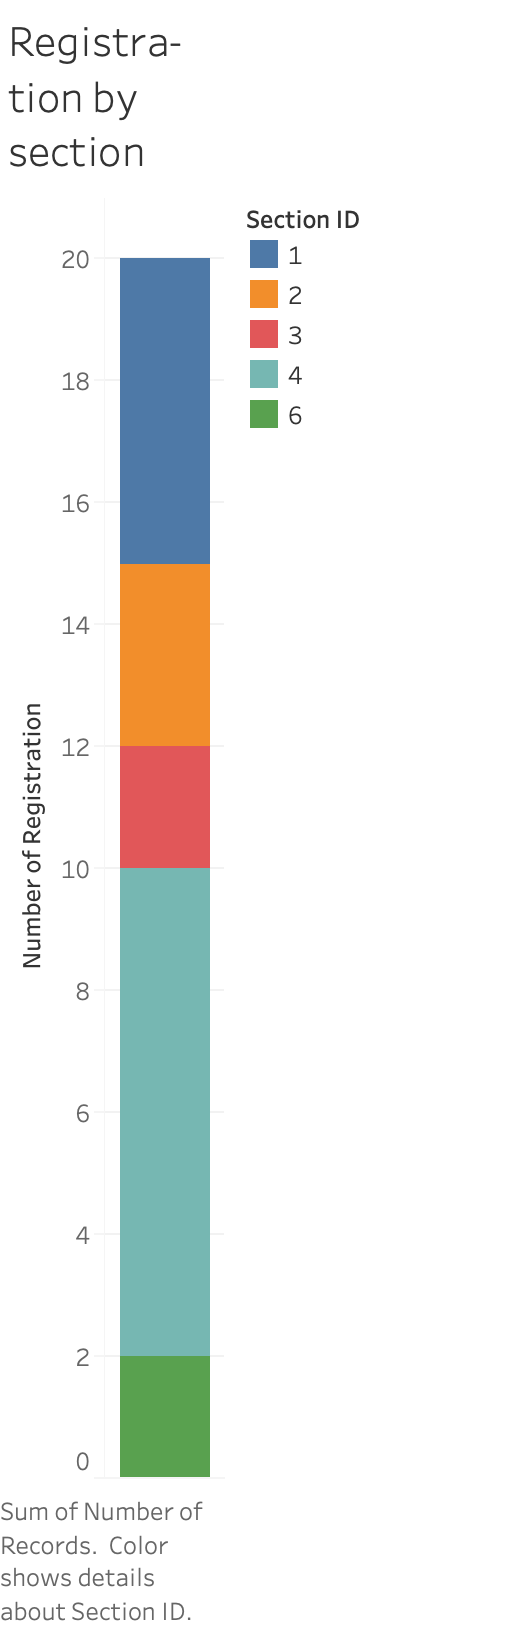 Registra-
tion by
section
Section ID
1
2
3
4
6
20
18
16
14
12
10
8
6
4
2
0
Number of Registration
Sum of Number of
Records.  Color
shows details
about Section ID.